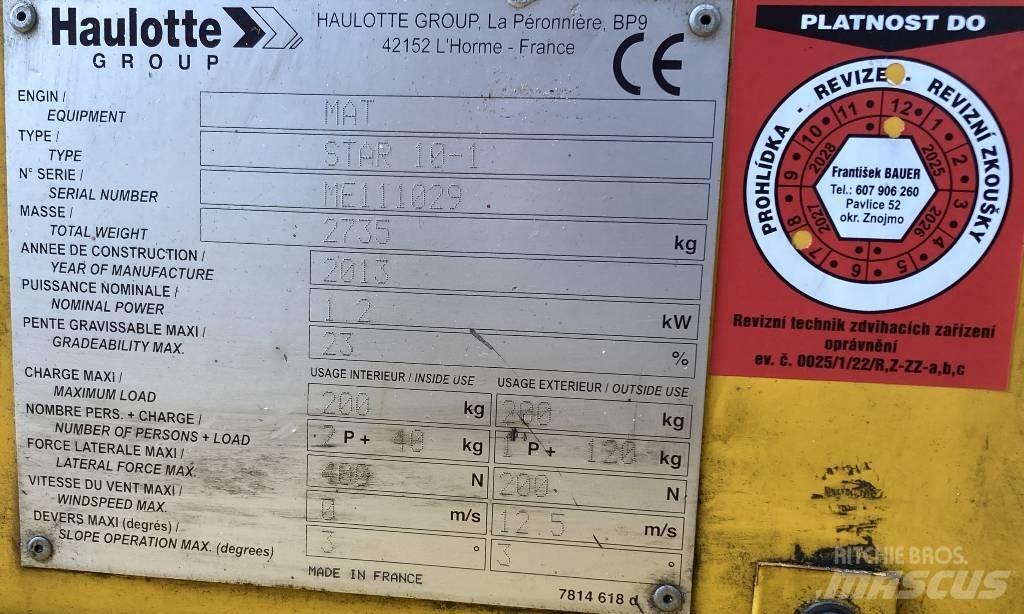 Haulotte
GROUP
HAULOTTE GROUP, La Péronnière, BP9
42152 L'Horme - France
CE
ENGIN /
EQUIPMENT
MAT
TYPE /
TYPE
STAR 10-1
N° SERIE /
SERIAL NUMBER
ME111029
MASSE /
TOTAL WEIGHT
2735 kg
ANNEE DE CONSTRUCTION /
YEAR OF MANUFACTURE
2013
PUISSANCE NOMINALE /
NOMINAL POWER
1.2 kW
PENTE GRAVISSABLE MAXI /
GRADEABILITY MAX.
23 %
USAGE INTERIEUR / INSIDE USE
USAGE EXTERIEUR / OUTSIDE USE
CHARGE MAXI /
MAXIMUM LOAD
200 kg 200 kg
NOMBRE PERS. + CHARGE /
NUMBER OF PERSONS + LOAD
2 P + 40 kg 1 P + 120 kg
FORCE LATERALE MAXI /
LATERAL FORCE MAX.
N 200 N
VITESSE DU VENT MAXI /
WINDSPEED MAX.
0 m/s 12.5 m/s
DEVERS MAXI (degrés) /
SLOPE OPERATION MAX. (degrees)
3 ° 3 °
MADE IN FRANCE
7814 618 d
PLATNOST DO
PROHLÍDKA - REVIZE - REVIZNÍ ZKOUŠKY
1 2 3 4 5 6 7 8 9 10 11 12
2025 2026 2027 2028
František BAUER
Tel.: 607 906 260
Pavlice 52
okr. Znojmo
Revizní technik zdvihacích zařízení
oprávnění
ev. č. 0025/1/22/R,Z-ZZ-a,b,c
RITCHIE BROS.
MASCUS